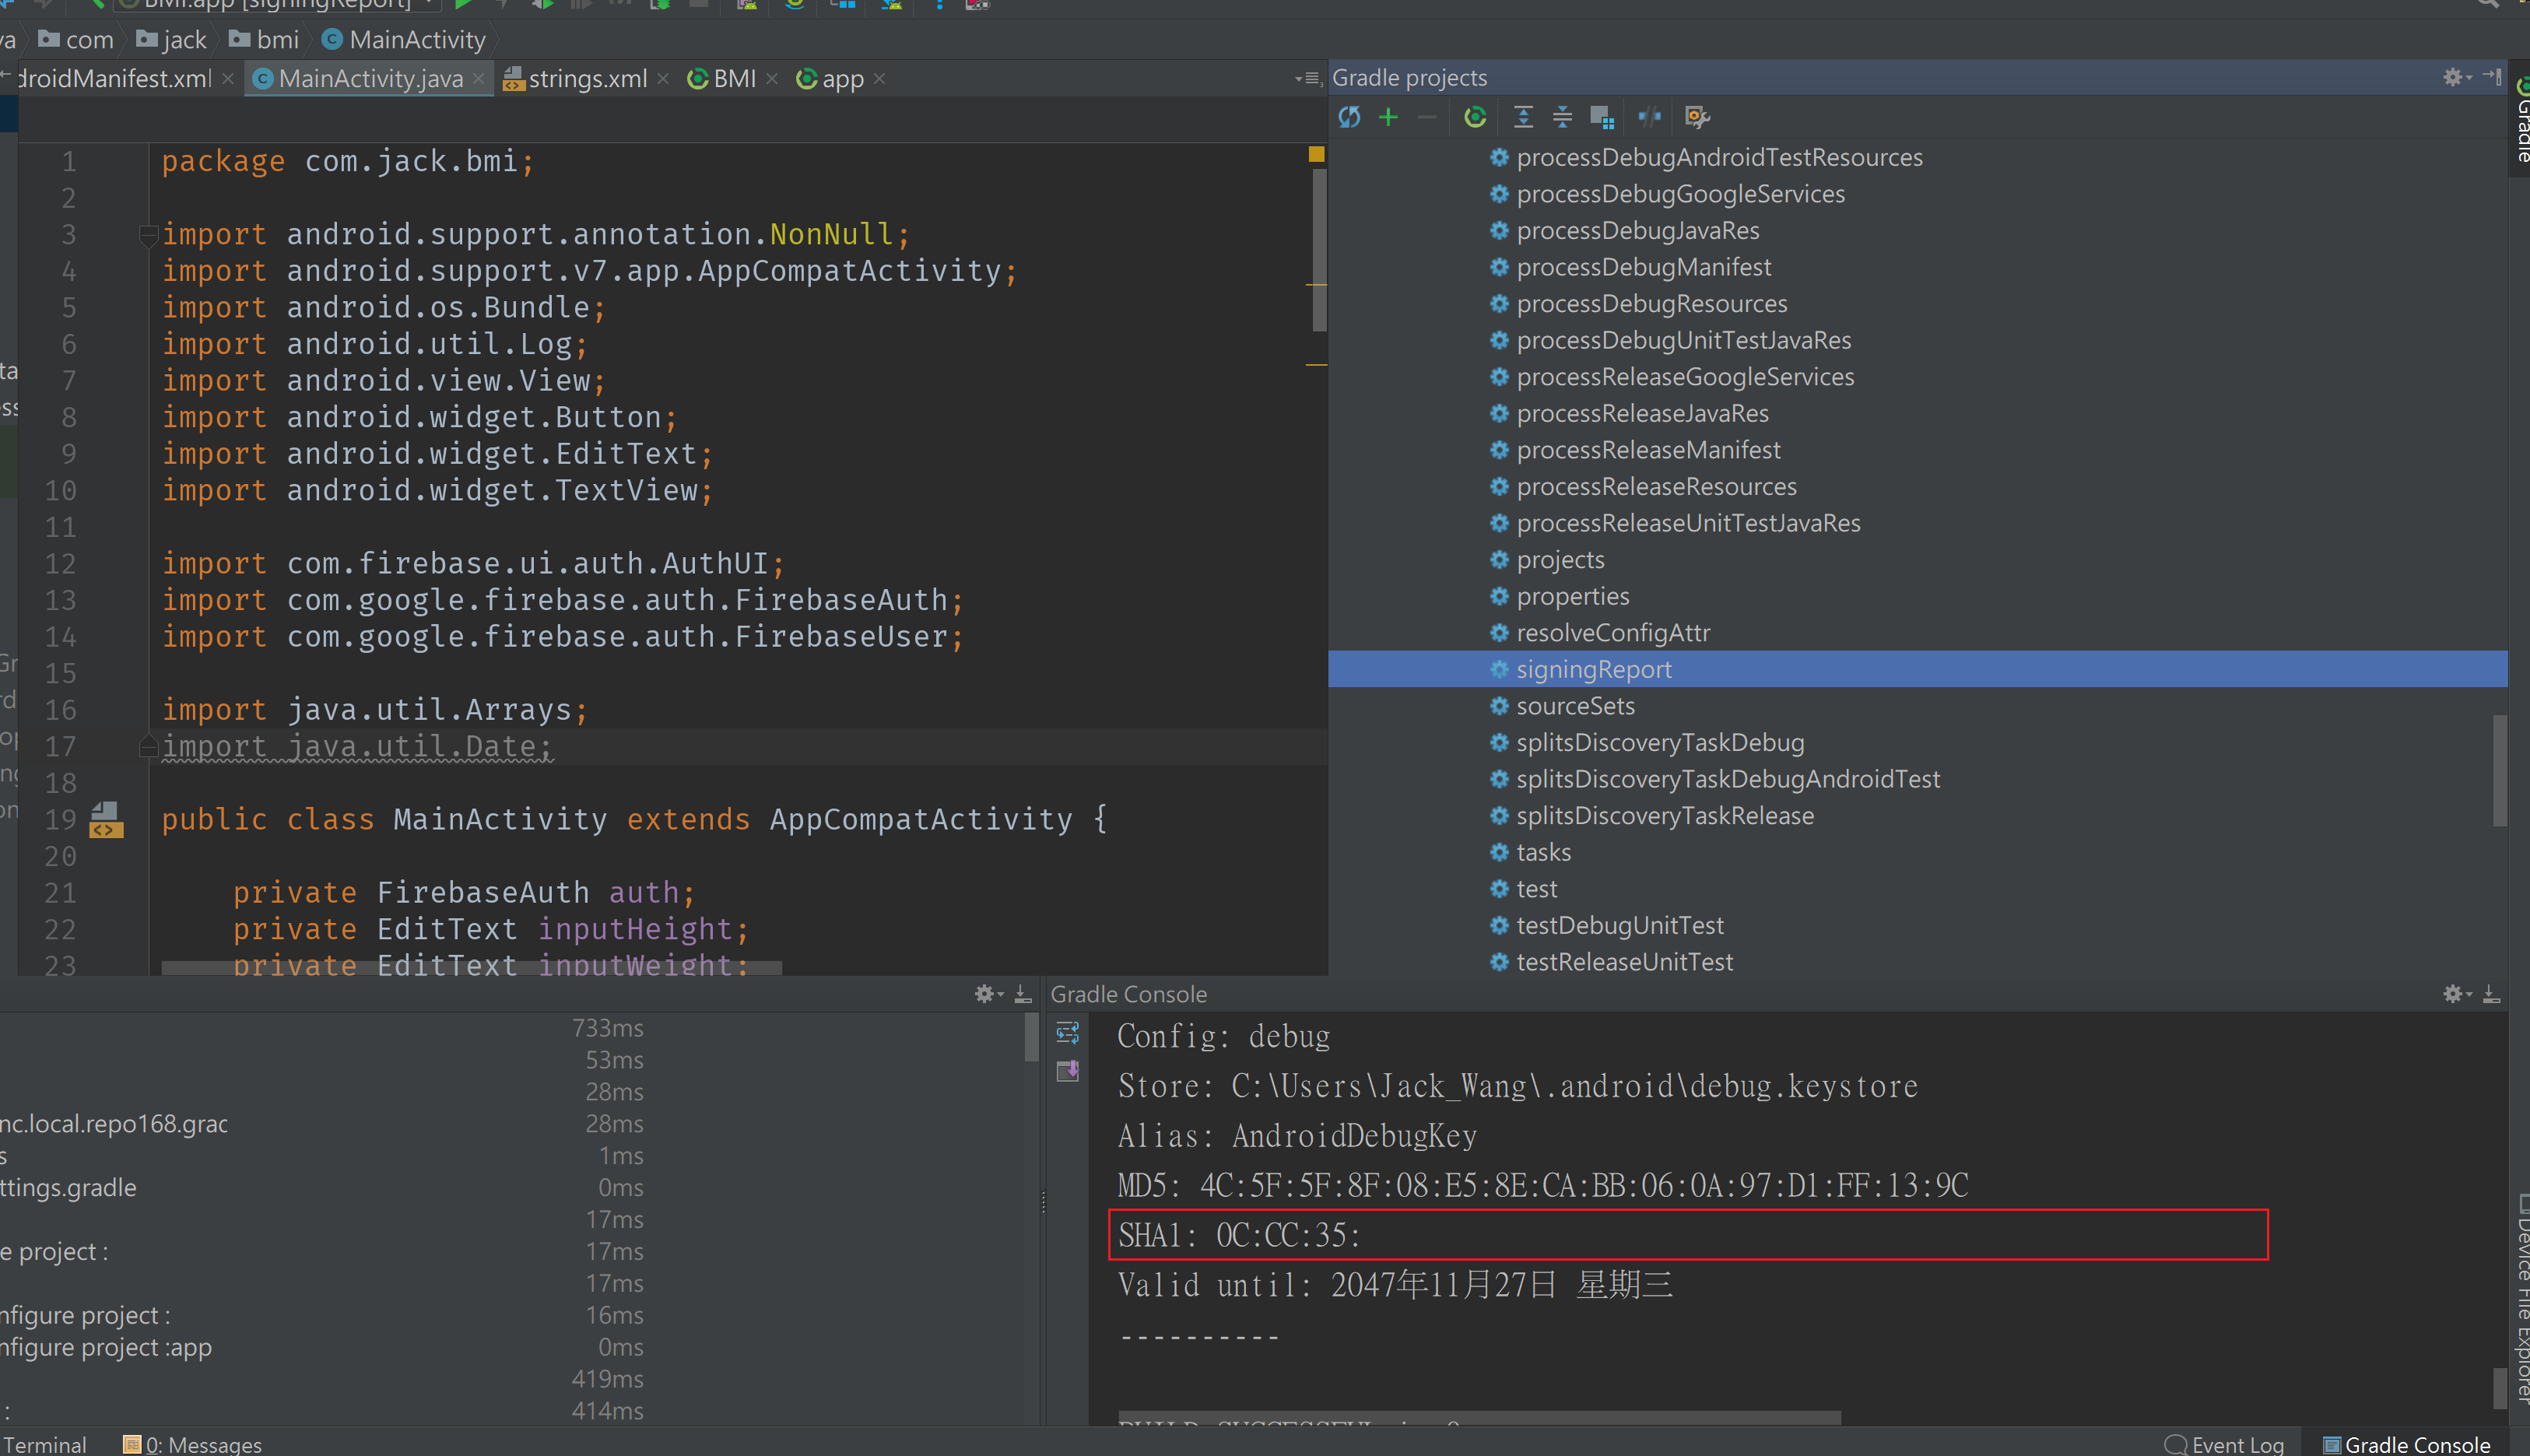 BMI:app [signingReport]
va com jack bmi MainActivity
droidManifest.xml MainActivity.java strings.xml BMI app
Gradle projects
Gradle
1 package com.jack.bmi;
2
3 import android.support.annotation.NonNull;
4 import android.support.v7.app.AppCompatActivity;
5 import android.os.Bundle;
6 import android.util.Log;
7 import android.view.View;
8 import android.widget.Button;
9 import android.widget.EditText;
10 import android.widget.TextView;
11
12 import com.firebase.ui.auth.AuthUI;
13 import com.google.firebase.auth.FirebaseAuth;
14 import com.google.firebase.auth.FirebaseUser;
15
16 import java.util.Arrays;
17 import java.util.Date;
18
19 public class MainActivity extends AppCompatActivity {
20
21 private FirebaseAuth auth;
22 private EditText inputHeight;
23 private EditText inputWeight;
processDebugAndroidTestResources
processDebugGoogleServices
processDebugJavaRes
processDebugManifest
processDebugResources
processDebugUnitTestJavaRes
processReleaseGoogleServices
processReleaseJavaRes
processReleaseManifest
processReleaseResources
processReleaseUnitTestJavaRes
projects
properties
resolveConfigAttr
signingReport
sourceSets
splitsDiscoveryTaskDebug
splitsDiscoveryTaskDebugAndroidTest
splitsDiscoveryTaskRelease
tasks
test
testDebugUnitTest
testReleaseUnitTest
733ms
53ms
28ms
nc.local.repo168.grac 28ms
s 1ms
ttings.gradle 0ms
17ms
e project : 17ms
17ms
nfigure project : 16ms
nfigure project :app 0ms
419ms
: 414ms
Gradle Console
Config: debug
Store: C:\Users\Jack_Wang\.android\debug.keystore
Alias: AndroidDebugKey
MD5: 4C:5F:5F:8F:08:E5:8E:CA:BB:06:0A:97:D1:FF:13:9C
SHA1: 0C:CC:35:
Valid until: 2047年11月27日 星期三
----------
Device File Explorer
Terminal 0: Messages Event Log Gradle Console